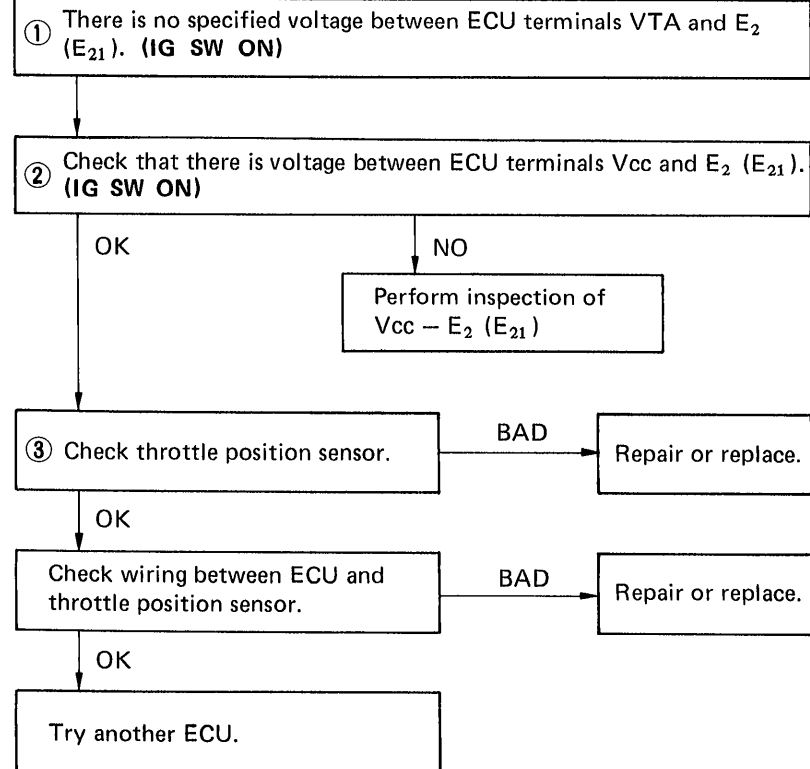 ① There is no specified voltage between ECU terminals VTA and E₂
(E₂₁). (IG SW ON)
② Check that there is voltage between ECU terminals Vcc and E₂ (E₂₁).
(IG SW ON)
OK
NO
Perform inspection of
Vcc – E₂ (E₂₁)
③ Check throttle position sensor.
BAD
Repair or replace.
OK
Check wiring between ECU and
throttle position sensor.
BAD
Repair or replace.
OK
Try another ECU.